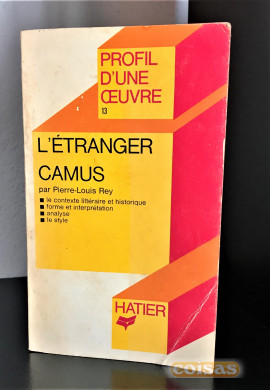 PROFIL
D'UNE
ŒUVRE
13
L'ÉTRANGER
CAMUS
par Pierre-Louis Rey
■ le contexte littéraire et historique
■ forme et interprétation
■ analyse
■ le style
HATIER
coisas